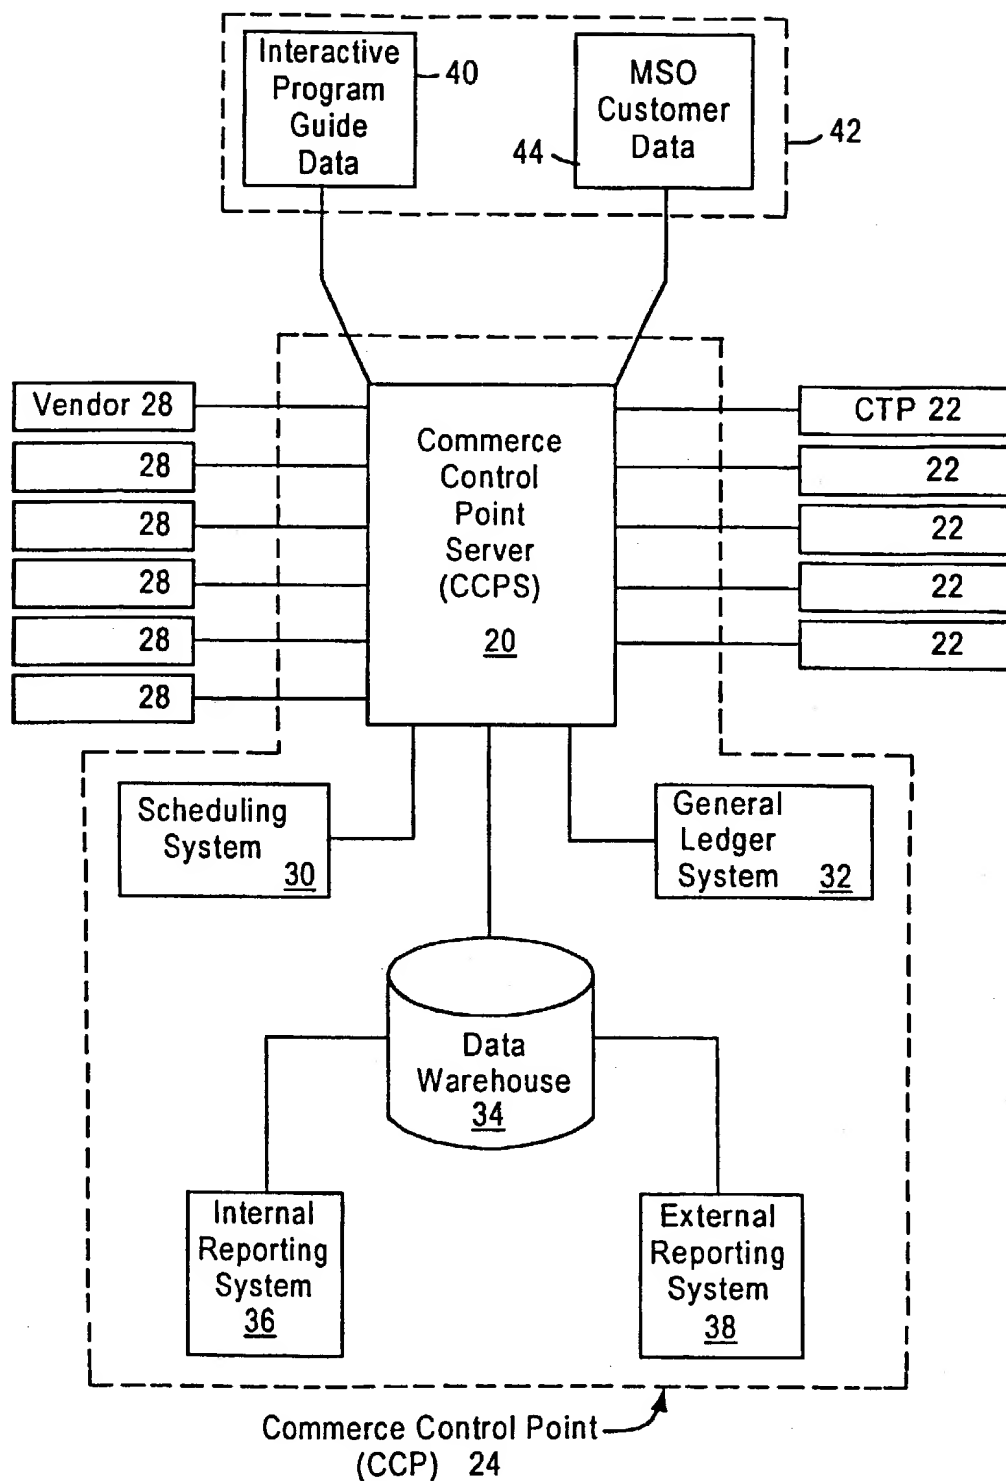 Interactive
Program
Guide
Data
40
MSO
Customer
Data
44
42
Vendor 28
28
28
28
28
28
Commerce
Control
Point
Server
(CCPS)
20
CTP 22
22
22
22
22
Scheduling
System
30
General
Ledger
System 32
Data
Warehouse
34
Internal
Reporting
System
36
External
Reporting
System
38
Commerce Control Point
(CCP) 24